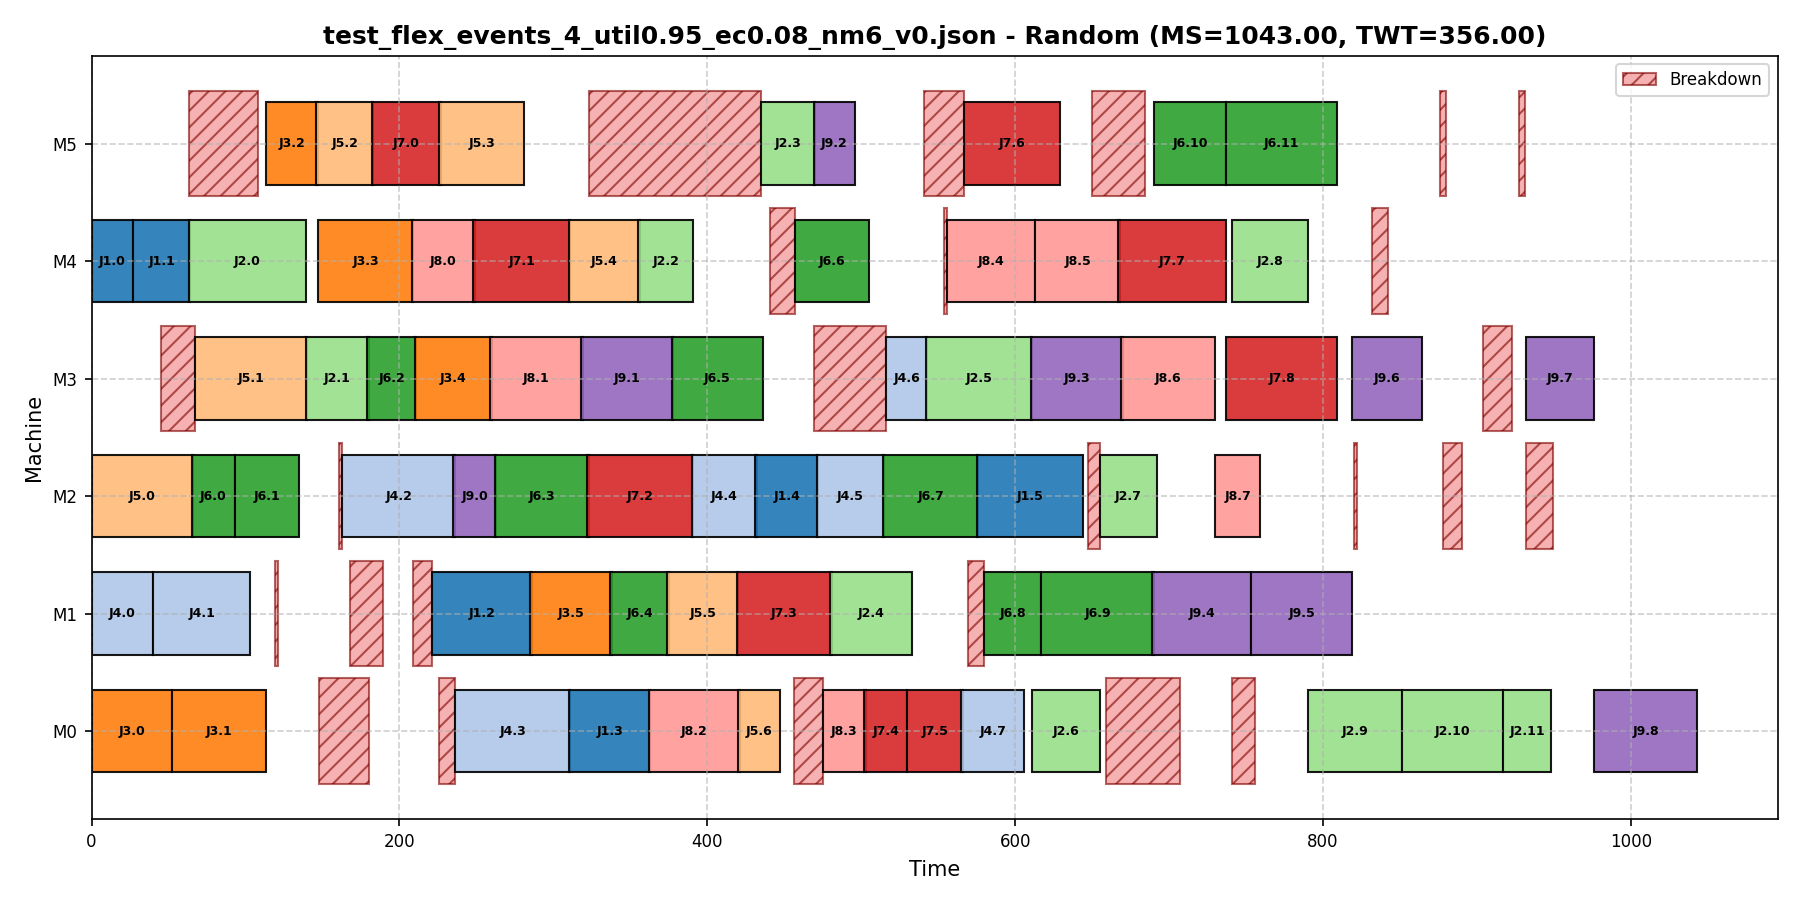 test_flex_events_4_util0.95_ec0.08_nm6_v0.json - Random (MS=1043.00, TWT=356.00)
Breakdown
M5
J3.2 J5.2 J7.0 J5.3 J2.3 J9.2 J7.6 J6.10 J6.11
M4
J1.0 J1.1 J2.0 J3.3 J8.0 J7.1 J5.4 J2.2 J6.6 J8.4 J8.5 J7.7 J2.8
M3
J5.1 J2.1 J6.2 J3.4 J8.1 J9.1 J6.5 J4.6 J2.5 J9.3 J8.6 J7.8 J9.6 J9.7
M2
J5.0 J6.0 J6.1 J4.2 J9.0 J6.3 J7.2 J4.4 J1.4 J4.5 J6.7 J1.5 J2.7 J8.7
M1
J4.0 J4.1 J1.2 J3.5 J6.4 J5.5 J7.3 J2.4 J6.8 J6.9 J9.4 J9.5
M0
J3.0 J3.1 J4.3 J1.3 J8.2 J5.6 J8.3 J7.4 J7.5 J4.7 J2.6 J2.9 J2.10 J2.11 J9.8
Machine
0 200 400 600 800 1000
Time